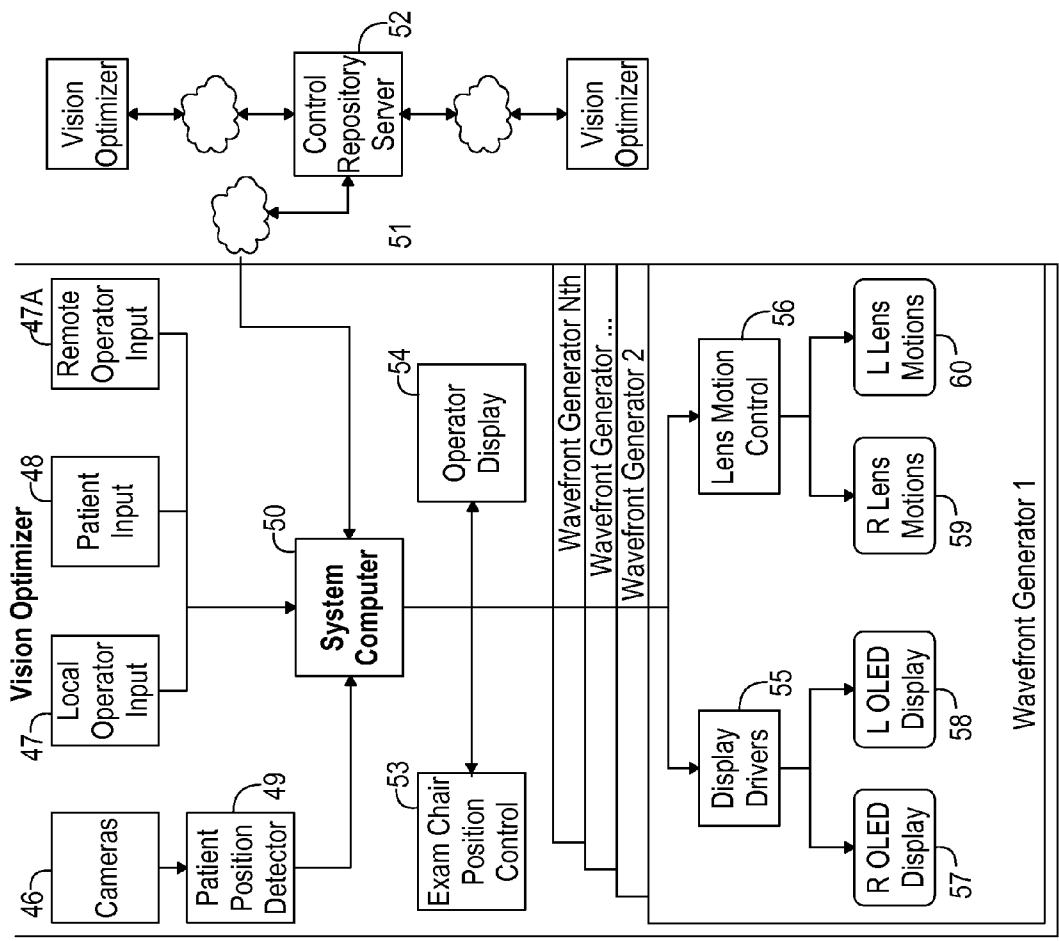 Vision Optimizer
46
Cameras
47
Local
Operator
Input
48
Patient
Input
47A
Remote
Operator
Input
Vision
Optimizer
49
Patient
Position
Detector
50
System
Computer
51
52
Control
Repository
Server
Vision
Optimizer
53
Exam Chair
Position
Control
54
Operator
Display
Wavefront Generator Nth
Wavefront Generator ...
Wavefront Generator 2
55
Display
Drivers
56
Lens Motion
Control
R OLED
Display
57
L OLED
Display
58
R Lens
Motions
59
L Lens
Motions
60
Wavefront Generator 1